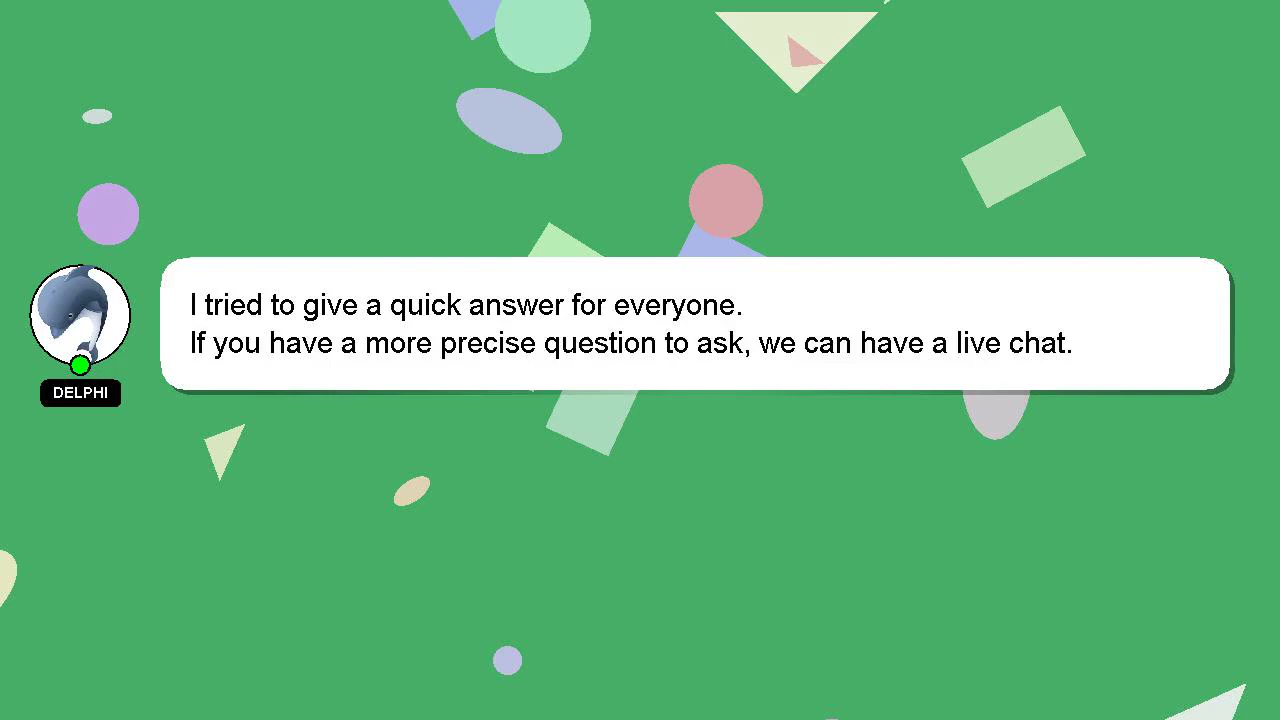 I tried to give a quick answer for everyone.
If you have a more precise question to ask, we can have a live chat.
DELPHI